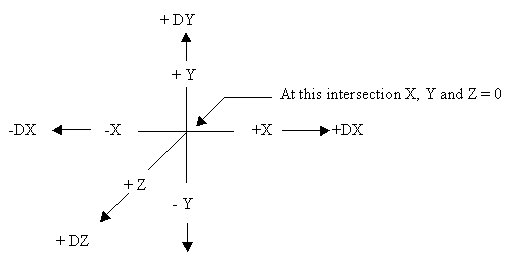 + DY
+ Y
At this intersection X, Y and Z = 0
-DX -X +X +DX
+ Z
- Y
+ DZ